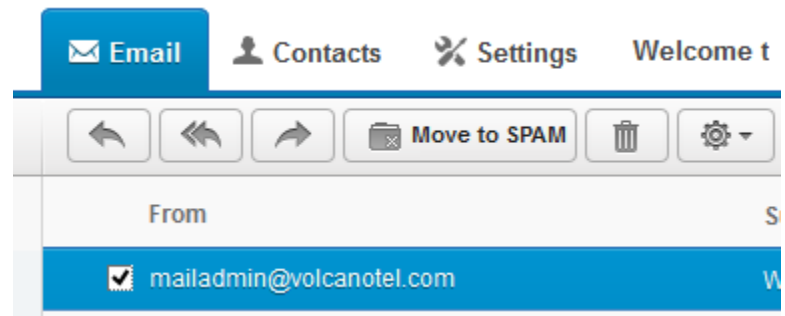 Email Contacts Settings Welcome t
Move to SPAM
From
mailadmin@volcanotel.com W